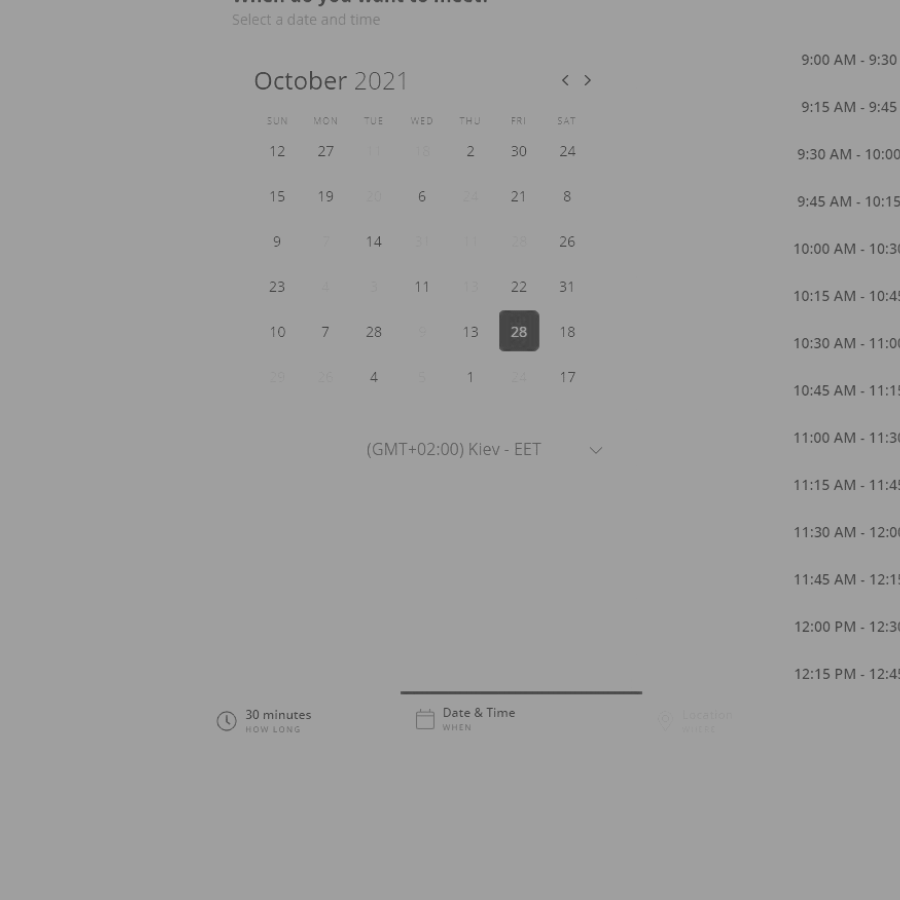 Select a date and time
October 2021
SUN MON TUE WED THU FRI SAT
12 27 11 18 2 30 24
15 19 20 6 24 21 8
9 7 14 31 28 26
23 4 3 11 13 22 31
10 7 28 9 13 28 18
29 26 4 5 1 24 17
(GMT+02:00) Kiev - EET
9:00 AM - 9:30
9:15 AM - 9:45
9:30 AM - 10:00
9:45 AM - 10:15
10:00 AM - 10:30
10:15 AM - 10:45
10:30 AM - 11:00
10:45 AM - 11:15
11:00 AM - 11:30
11:15 AM - 11:45
11:30 AM - 12:00
11:45 AM - 12:15
12:00 PM - 12:30
12:15 PM - 12:45
30 minutes
HOW LONG
Date & Time
WHEN
Location